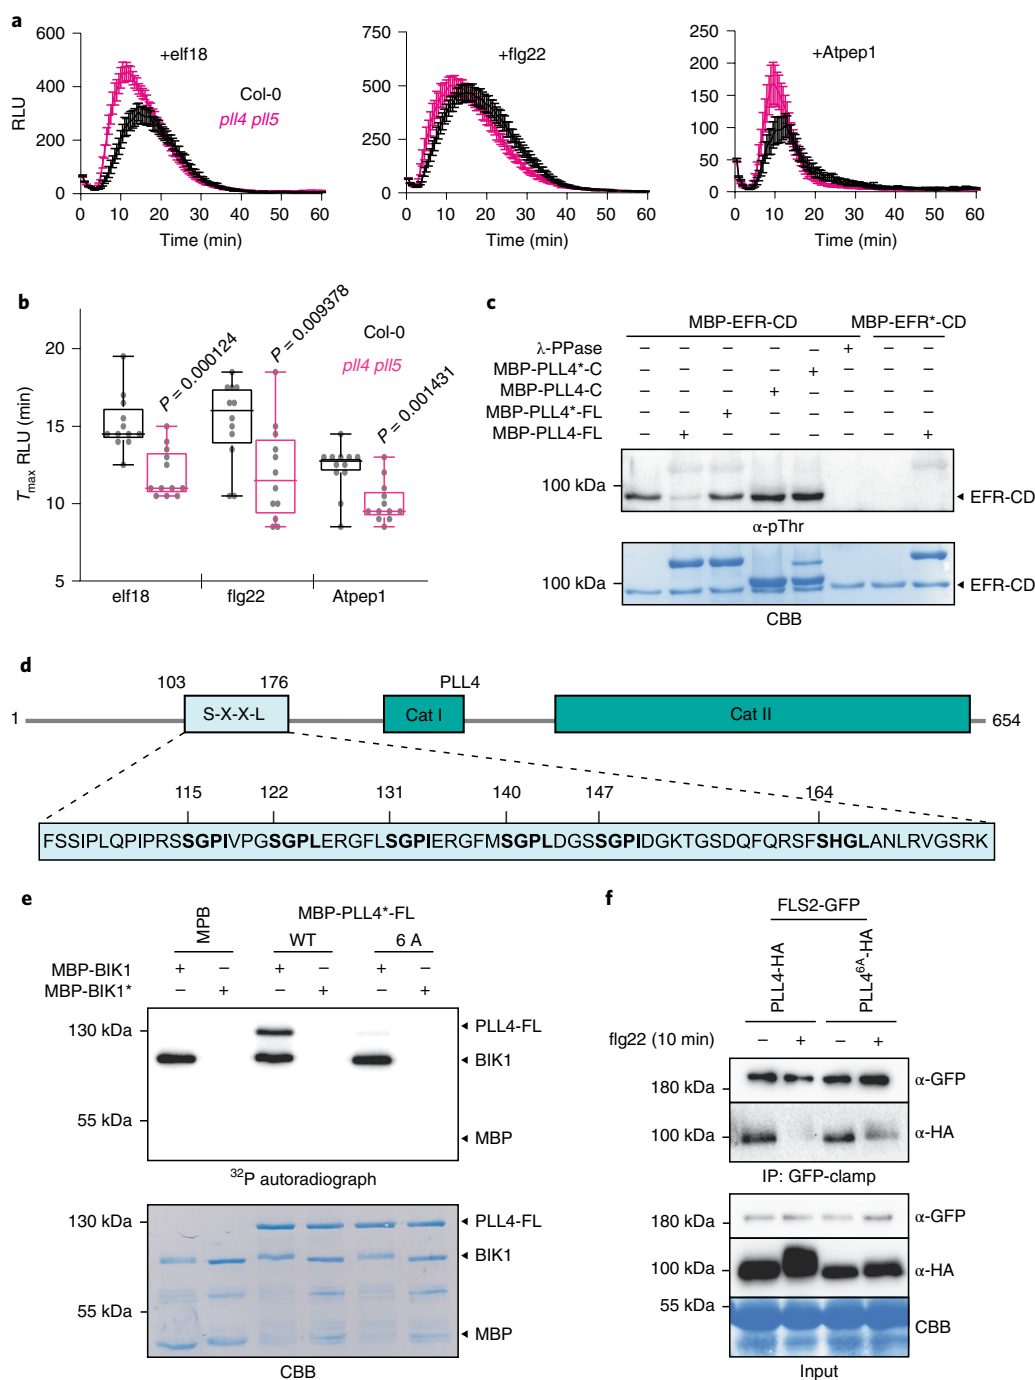 a
600
400
200
0
RLU
+elf18
Col-0
pll4 pll5
0 10 20 30 40 50 60
Time (min)
750
500
250
0
+flg22
0 10 20 30 40 50 60
Time (min)
250
200
150
100
50
0
+Atpep1
0 10 20 30 40 50 60
Time (min)
b
20
15
10
5
Tmax RLU (min)
P = 0.000124
P = 0.009378
P = 0.001431
Col-0
pll4 pll5
elf18 flg22 Atpep1
c
MBP-EFR-CD MBP-EFR*-CD
λ-PPase – – – – – + – –
MBP-PLL4*-C – – – – + – – –
MBP-PLL4-C – – – + – – – –
MBP-PLL4*-FL – – + – – – – –
MBP-PLL4-FL – + – – – – – +
100 kDa
EFR-CD
α-pThr
100 kDa
EFR-CD
CBB
d
103 176 PLL4
1 S-X-X-L Cat I Cat II 654
115 122 131 140 147 164
FSSIPLQPIPRSSSGPIVPGSGPLERGFLSGPIERGFMSGPLDGSSGPIDGKTGSDQFQRSFSHGLANLRVGSRK
e
MPB
MBP-PLL4*-FL
WT 6 A
MBP-BIK1 + – + – + –
MBP-BIK1* – + – + – +
130 kDa
PLL4-FL
BIK1
55 kDa
MBP
32P autoradiograph
130 kDa
PLL4-FL
BIK1
55 kDa
MBP
CBB
f
FLS2-GFP
PLL4-HA
PLL46A-HA
flg22 (10 min) – + – +
180 kDa
α-GFP
100 kDa
α-HA
IP: GFP-clamp
180 kDa
α-GFP
100 kDa
α-HA
55 kDa
CBB
Input